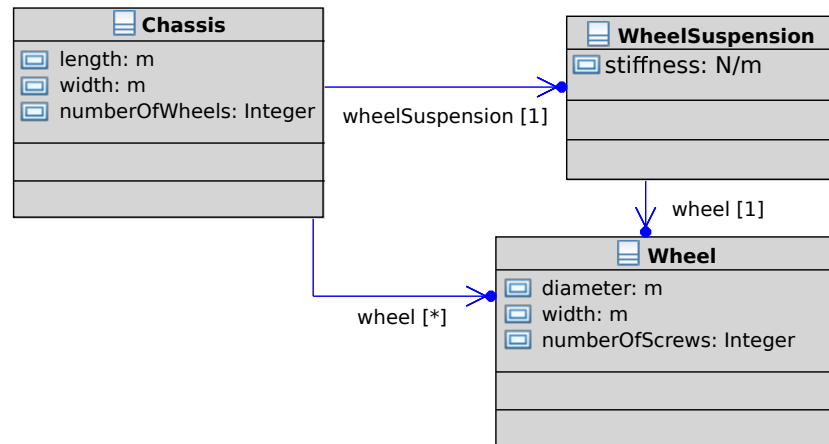 Chassis
length: m
width: m
numberOfWheels: Integer
wheelSuspension [1]
WheelSuspension
stiffness: N/m
wheel [1]
wheel [*]
Wheel
diameter: m
width: m
numberOfScrews: Integer